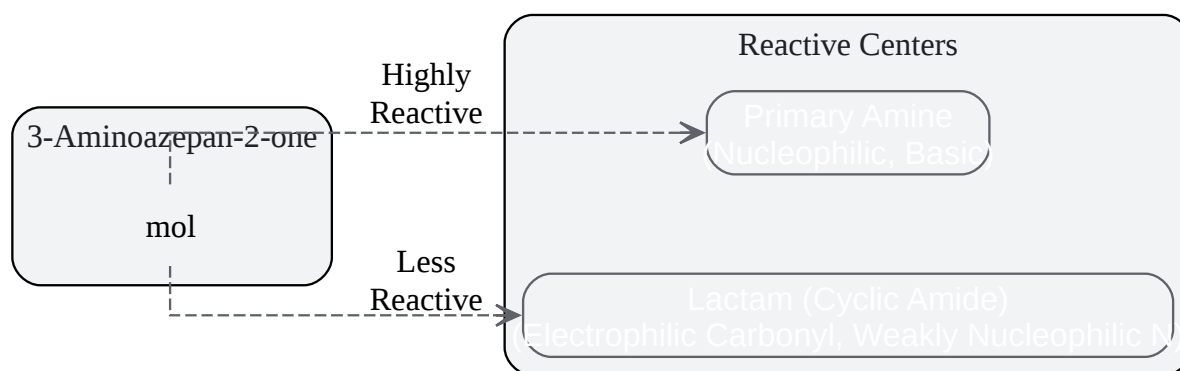 Reactive Centers
Highly
Reactive
3-Aminoazepan-2-one
Primary Amine
(Nucleophilic, Basic)
mol
Less
Reactive
Lactam (Cyclic Amide)
(Electrophilic Carbonyl, Weakly Nucleophilic N)